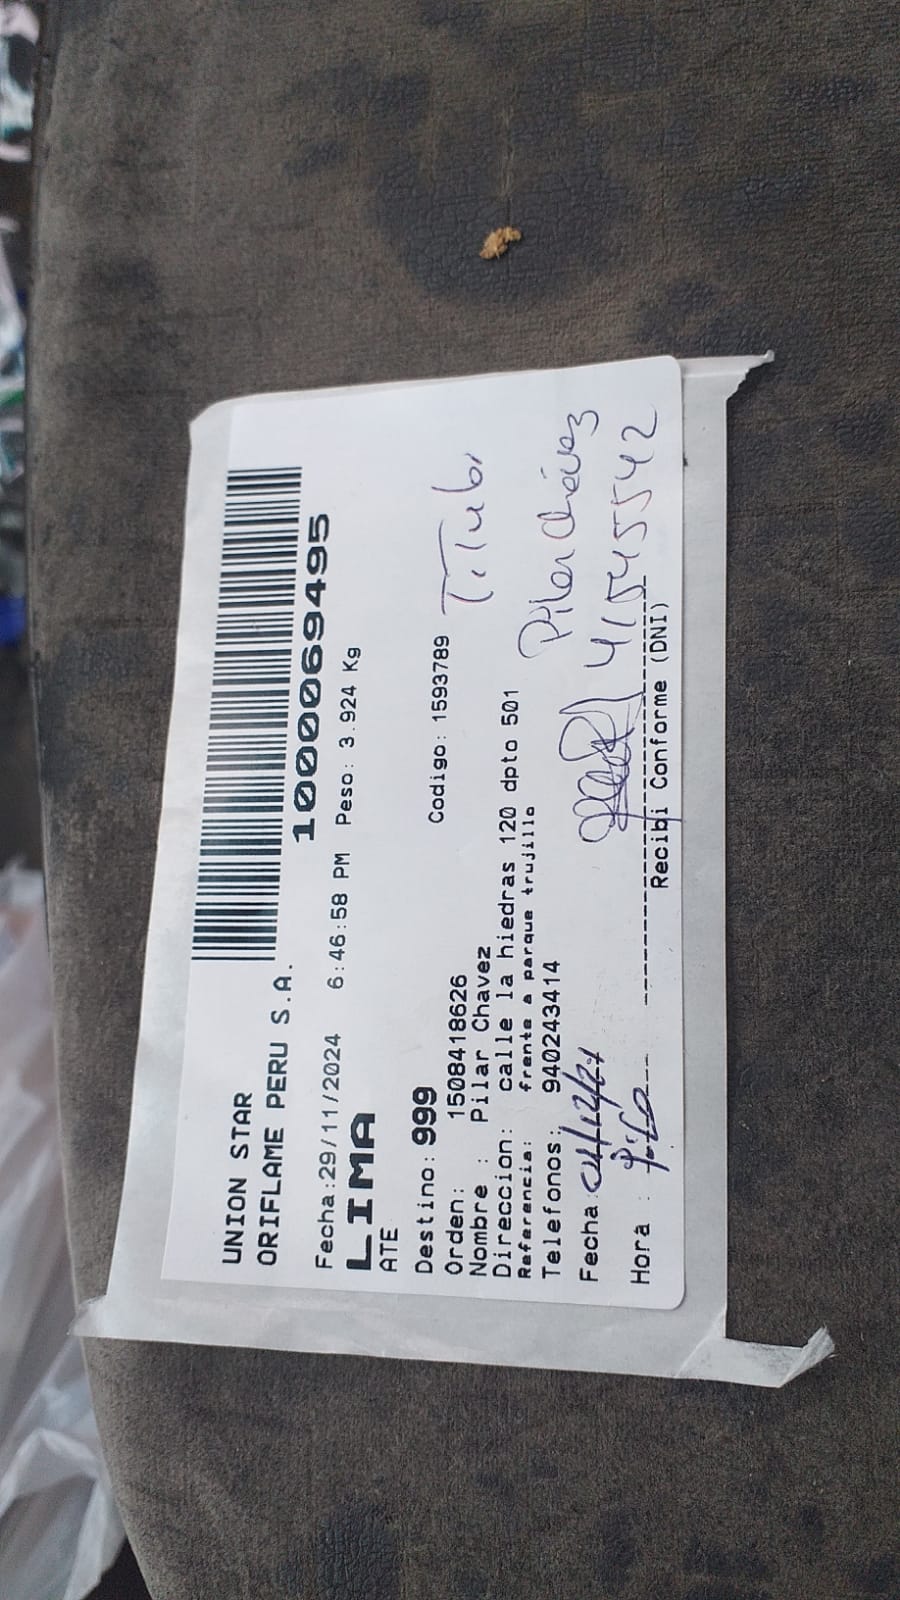 UNION STAR
ORIFLAME PERU S.A.
1000069495
Fecha:29/11/2024 6:46:58 PM Peso: 3.924 Kg
LIMA
ATE
Destino: 999
Orden: 1508418626 Codigo: 1593789
Nombre : Pilar Chavez
Direccion: calle la hiedras 120 dpto 501
Referencia: frente a parque trujillo
Telefonos: 940243414
Pilar Chávez
Fecha:
41545542
Hora :
Recibi Conforme (DNI)